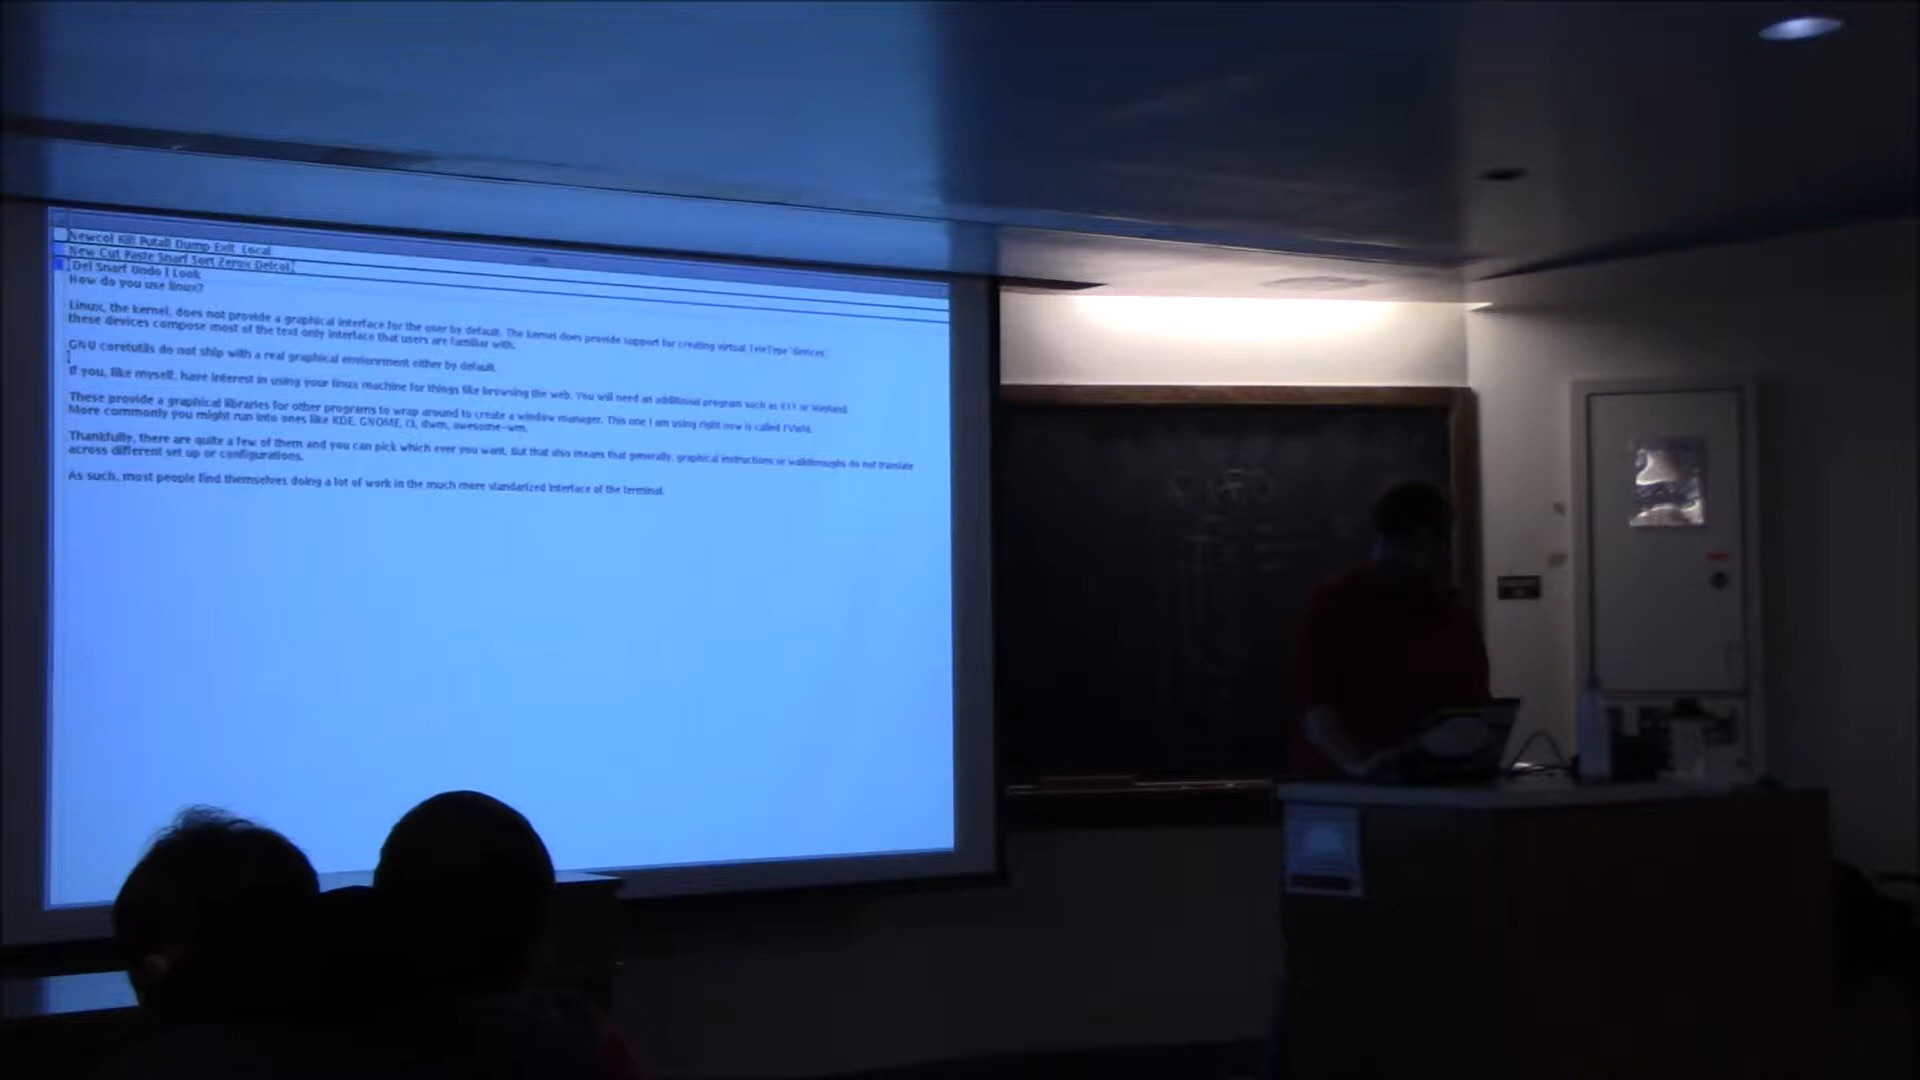 Newcol Kill Putall Dump Exit Local
New Cut Paste Snarf Sort Zerox Delcol
Del Snarf Undo | Look
How do you use linux?
Linux, the kernel, does not provide a graphical interface for the user by default. The kernel does provide support for creating virtual TeleType 'devices'
these devices compose most of the text only interface that users are familiar with.
GNU coretutils do not ship with a real graphical enviornment either by default.
If you, like myself, have interest in using your linux machine for things like browsing the web. You will need an additional program such as X11 or Wayland.
These provide a graphical libraries for other programs to wrap around to create a window manager. This one I am using right now is called
More commonly you might run into ones like KDE, GNOME, i3, dwm, awesome-wm.
Thankfully, there are quite a few of them and you can pick which ever you want. But that also means that generally, graphical instructions or walkthroughs do not translate
across different set up or configurations.
As such, most people find themselves doing a lot of work in the much more standarized interface of the terminal.